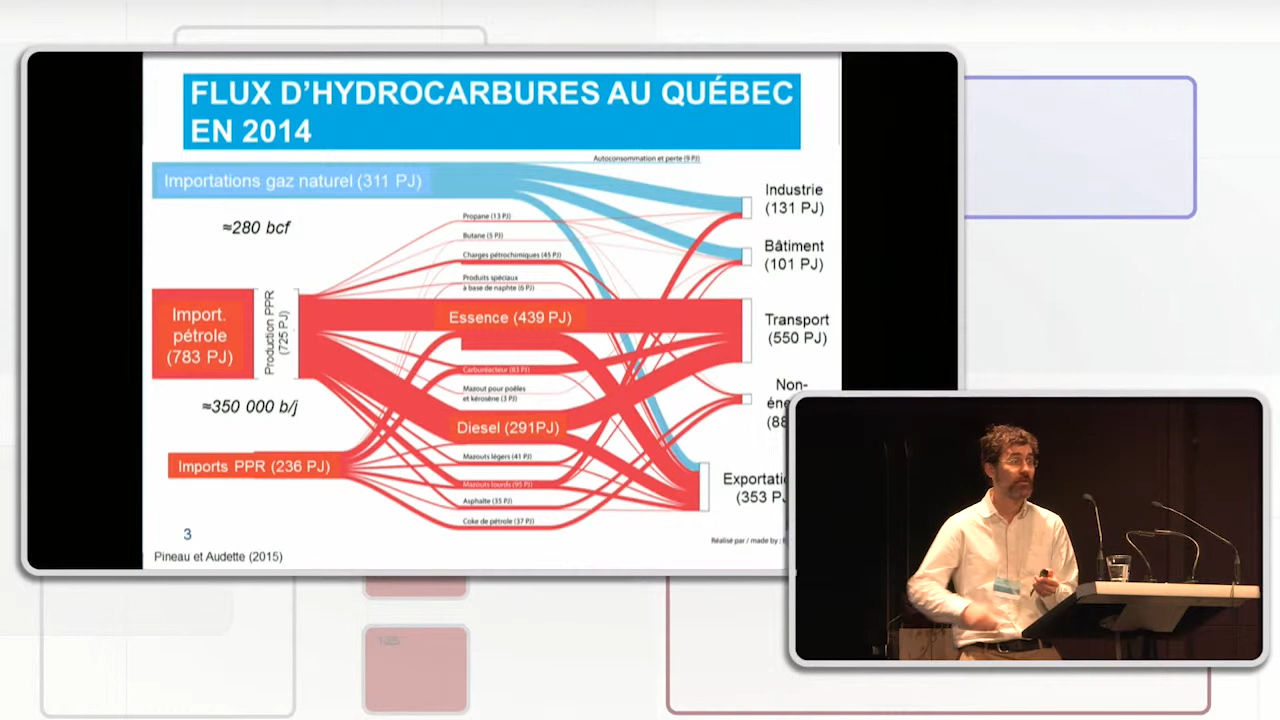 FLUX D'HYDROCARBURES AU QUÉBEC
EN 2014
Autoconsommation et perte (9 PJ)
Importations gaz naturel (311 PJ)
Industrie
(131 PJ)
Propane (13 PJ)
≈280 bcf
Butane (5 PJ)
Bâtiment
(101 PJ)
Charges pétrochimiques (45 PJ)
Produits spéciaux
à base de naphte (6 PJ)
Import.
pétrole
(783 PJ)
Production PPR
(725 PJ)
Essence (439 PJ)
Transport
(550 PJ)
Carburéacteur (83 PJ)
Mazout pour poêles
et kérosène (3 PJ)
Non-
≈350 000 b/j
Diesel (291PJ)
Mazouts légers (41 PJ)
Imports PPR (236 PJ)
Mazouts lourds (95 PJ)
(353 PJ)
Asphalte (35 PJ)
Coke de pétrole (37 PJ)
3
Réalisé par / made by :
Pineau et Audette (2015)